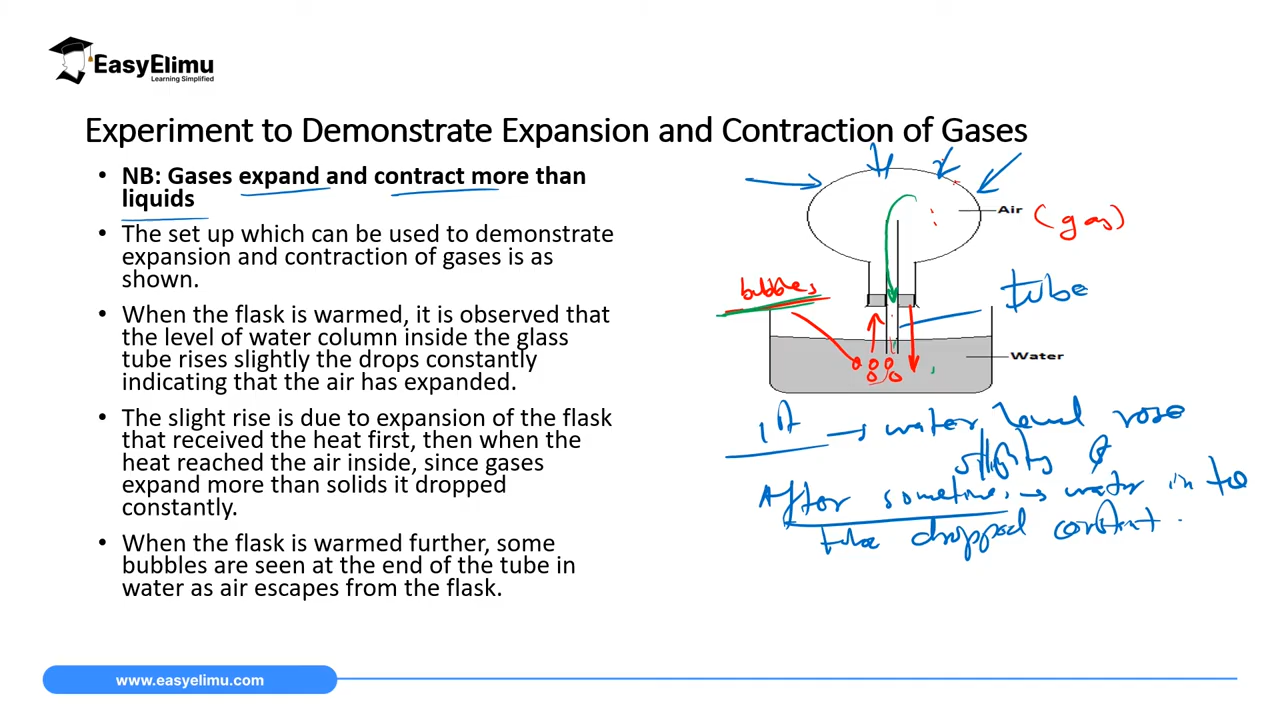 EasyElimu
Learning Simplified
Experiment to Demonstrate Expansion and Contraction of Gases
• NB: Gases expand and contract more than
liquids
• The set up which can be used to demonstrate
expansion and contraction of gases is as
shown.
• When the flask is warmed, it is observed that
the level of water column inside the glass
tube rises slightly the drops constantly
indicating that the air has expanded.
• The slight rise is due to expansion of the flask
that received the heat first, then when the
heat reached the air inside, since gases
expand more than solids it dropped
constantly.
• When the flask is warmed further, some
bubbles are seen at the end of the tube in
water as air escapes from the flask.
Air (gas)
bubbles
tube
Water
→ water level rose
slightly &
After sometime, → water in
tube dropped constant.
www.easyelimu.com